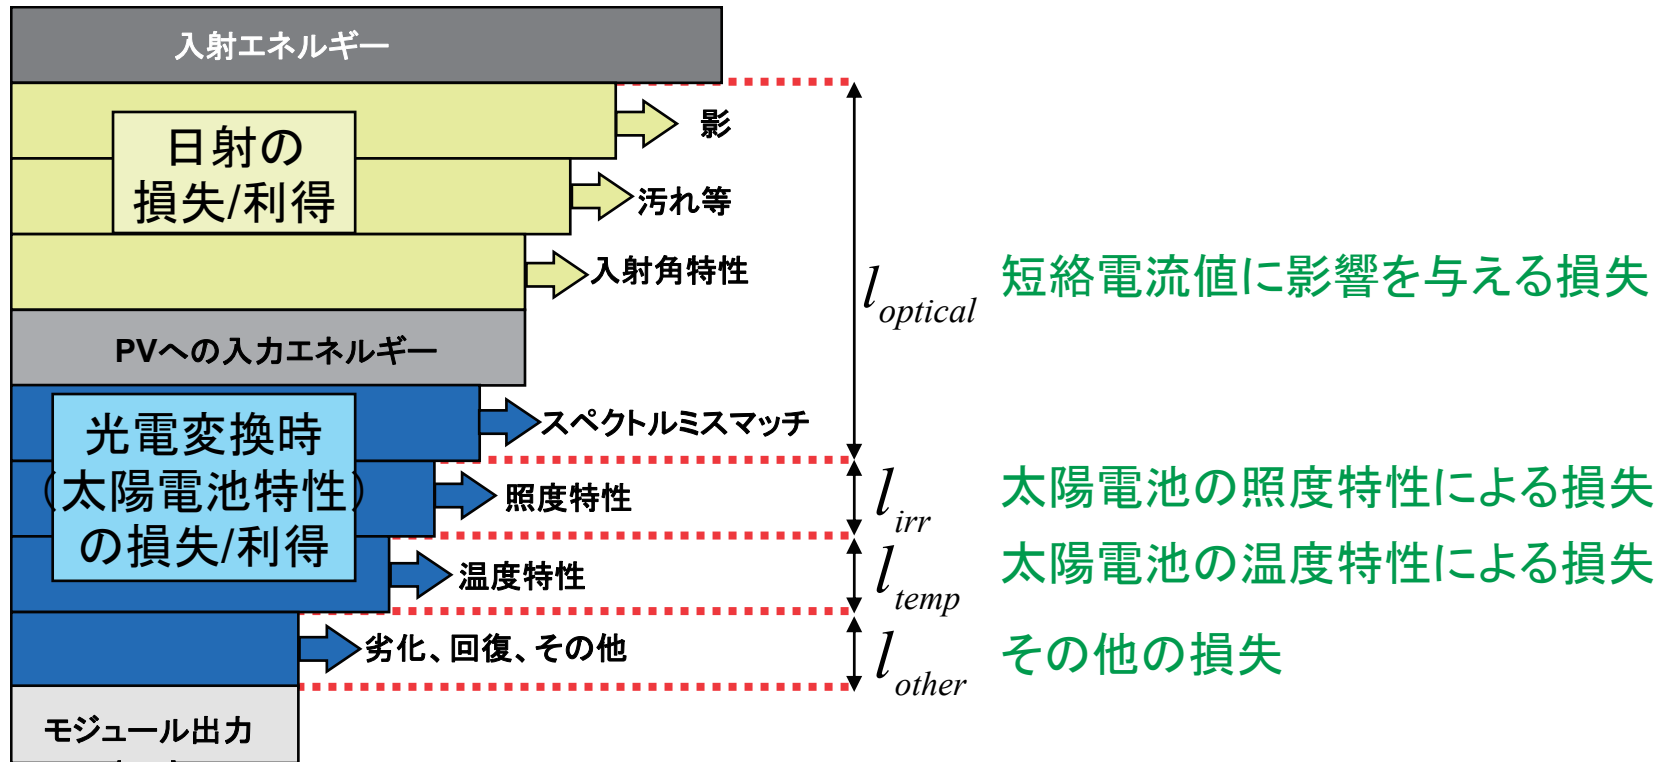 入射エネルギー
影
日射の
損失/利得
汚れ等
入射角特性
l optical
短絡電流値に影響を与える損失
PVへの入力エネルギー
スペクトルミスマッチ
光電変換時
(太陽電池特性)
の損失/利得
照度特性
l irr
太陽電池の照度特性による損失
温度特性
l temp
太陽電池の温度特性による損失
劣化、回復、その他
l other
その他の損失
モジュール出力